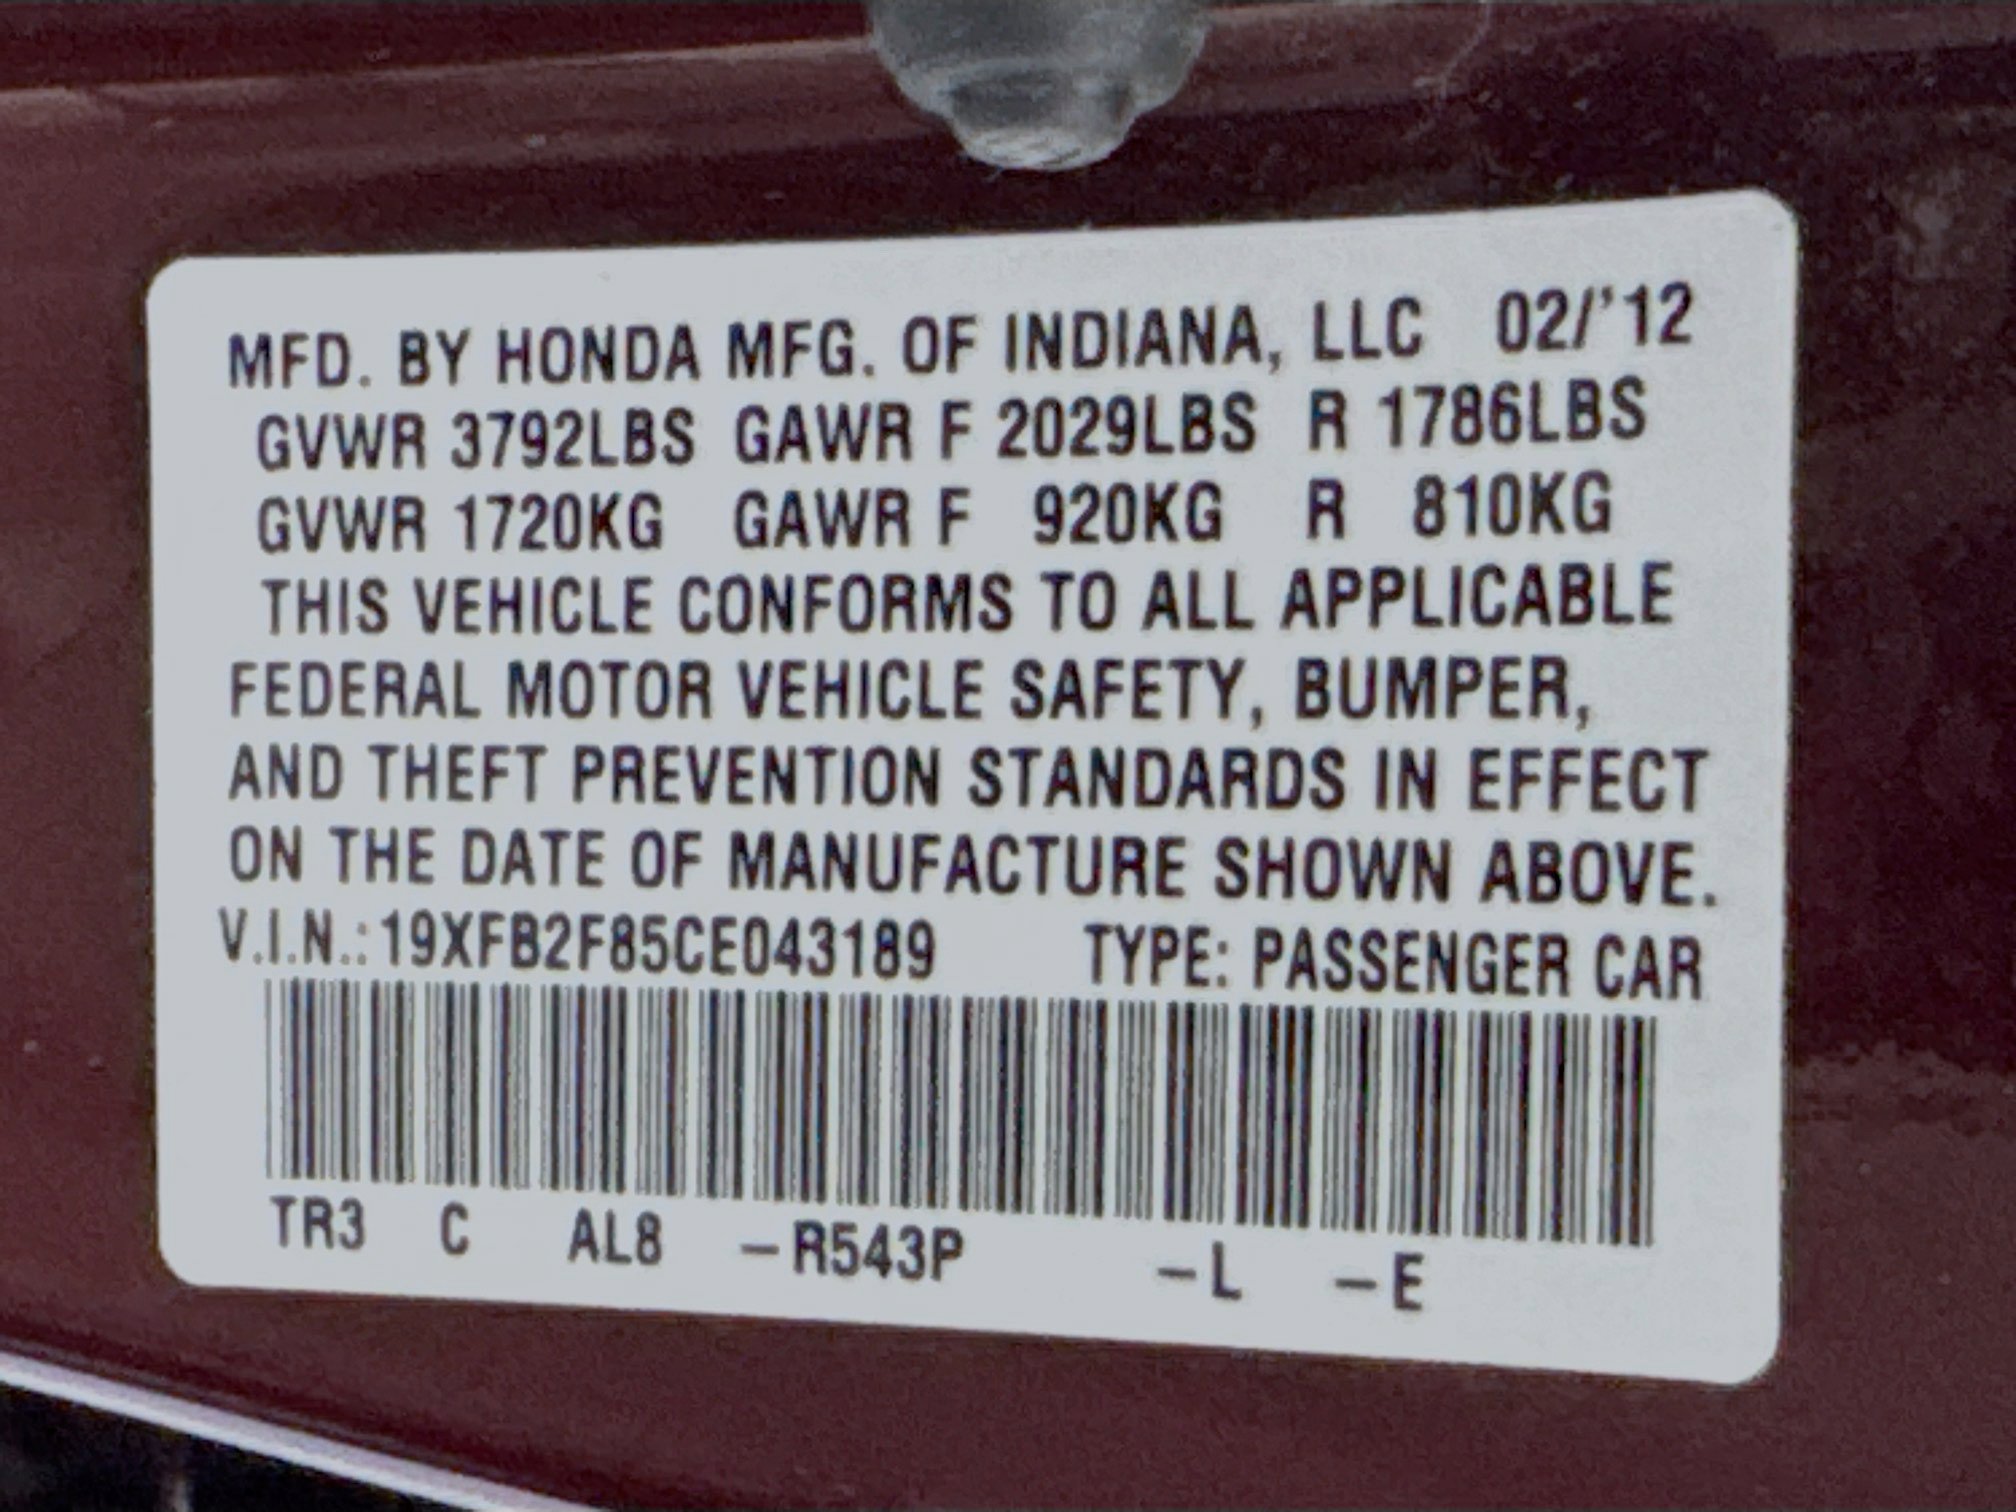 MFD. BY HONDA MFG. OF INDIANA, LLC 02/'12
GVWR 3792LBS GAWR F 2029LBS R 1786LBS
GVWR 1720KG GAWR F 920KG R 810KG
THIS VEHICLE CONFORMS TO ALL APPLICABLE
FEDERAL MOTOR VEHICLE SAFETY, BUMPER,
AND THEFT PREVENTION STANDARDS IN EFFECT
ON THE DATE OF MANUFACTURE SHOWN ABOVE.
V.I.N.: 19XFB2F85CE043189 TYPE: PASSENGER CAR
TR3 C AL8 –R543P –L –E